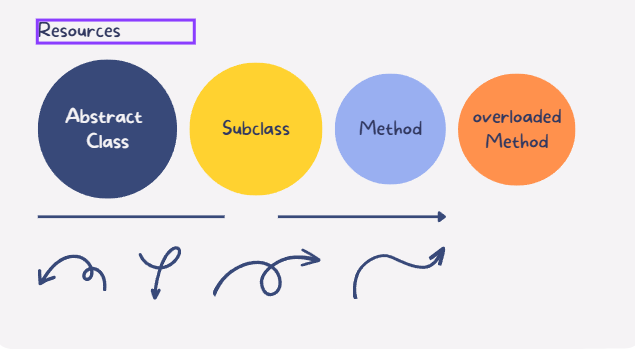 Resources
Abstract
Class
Subclass
Method
overloaded
Method